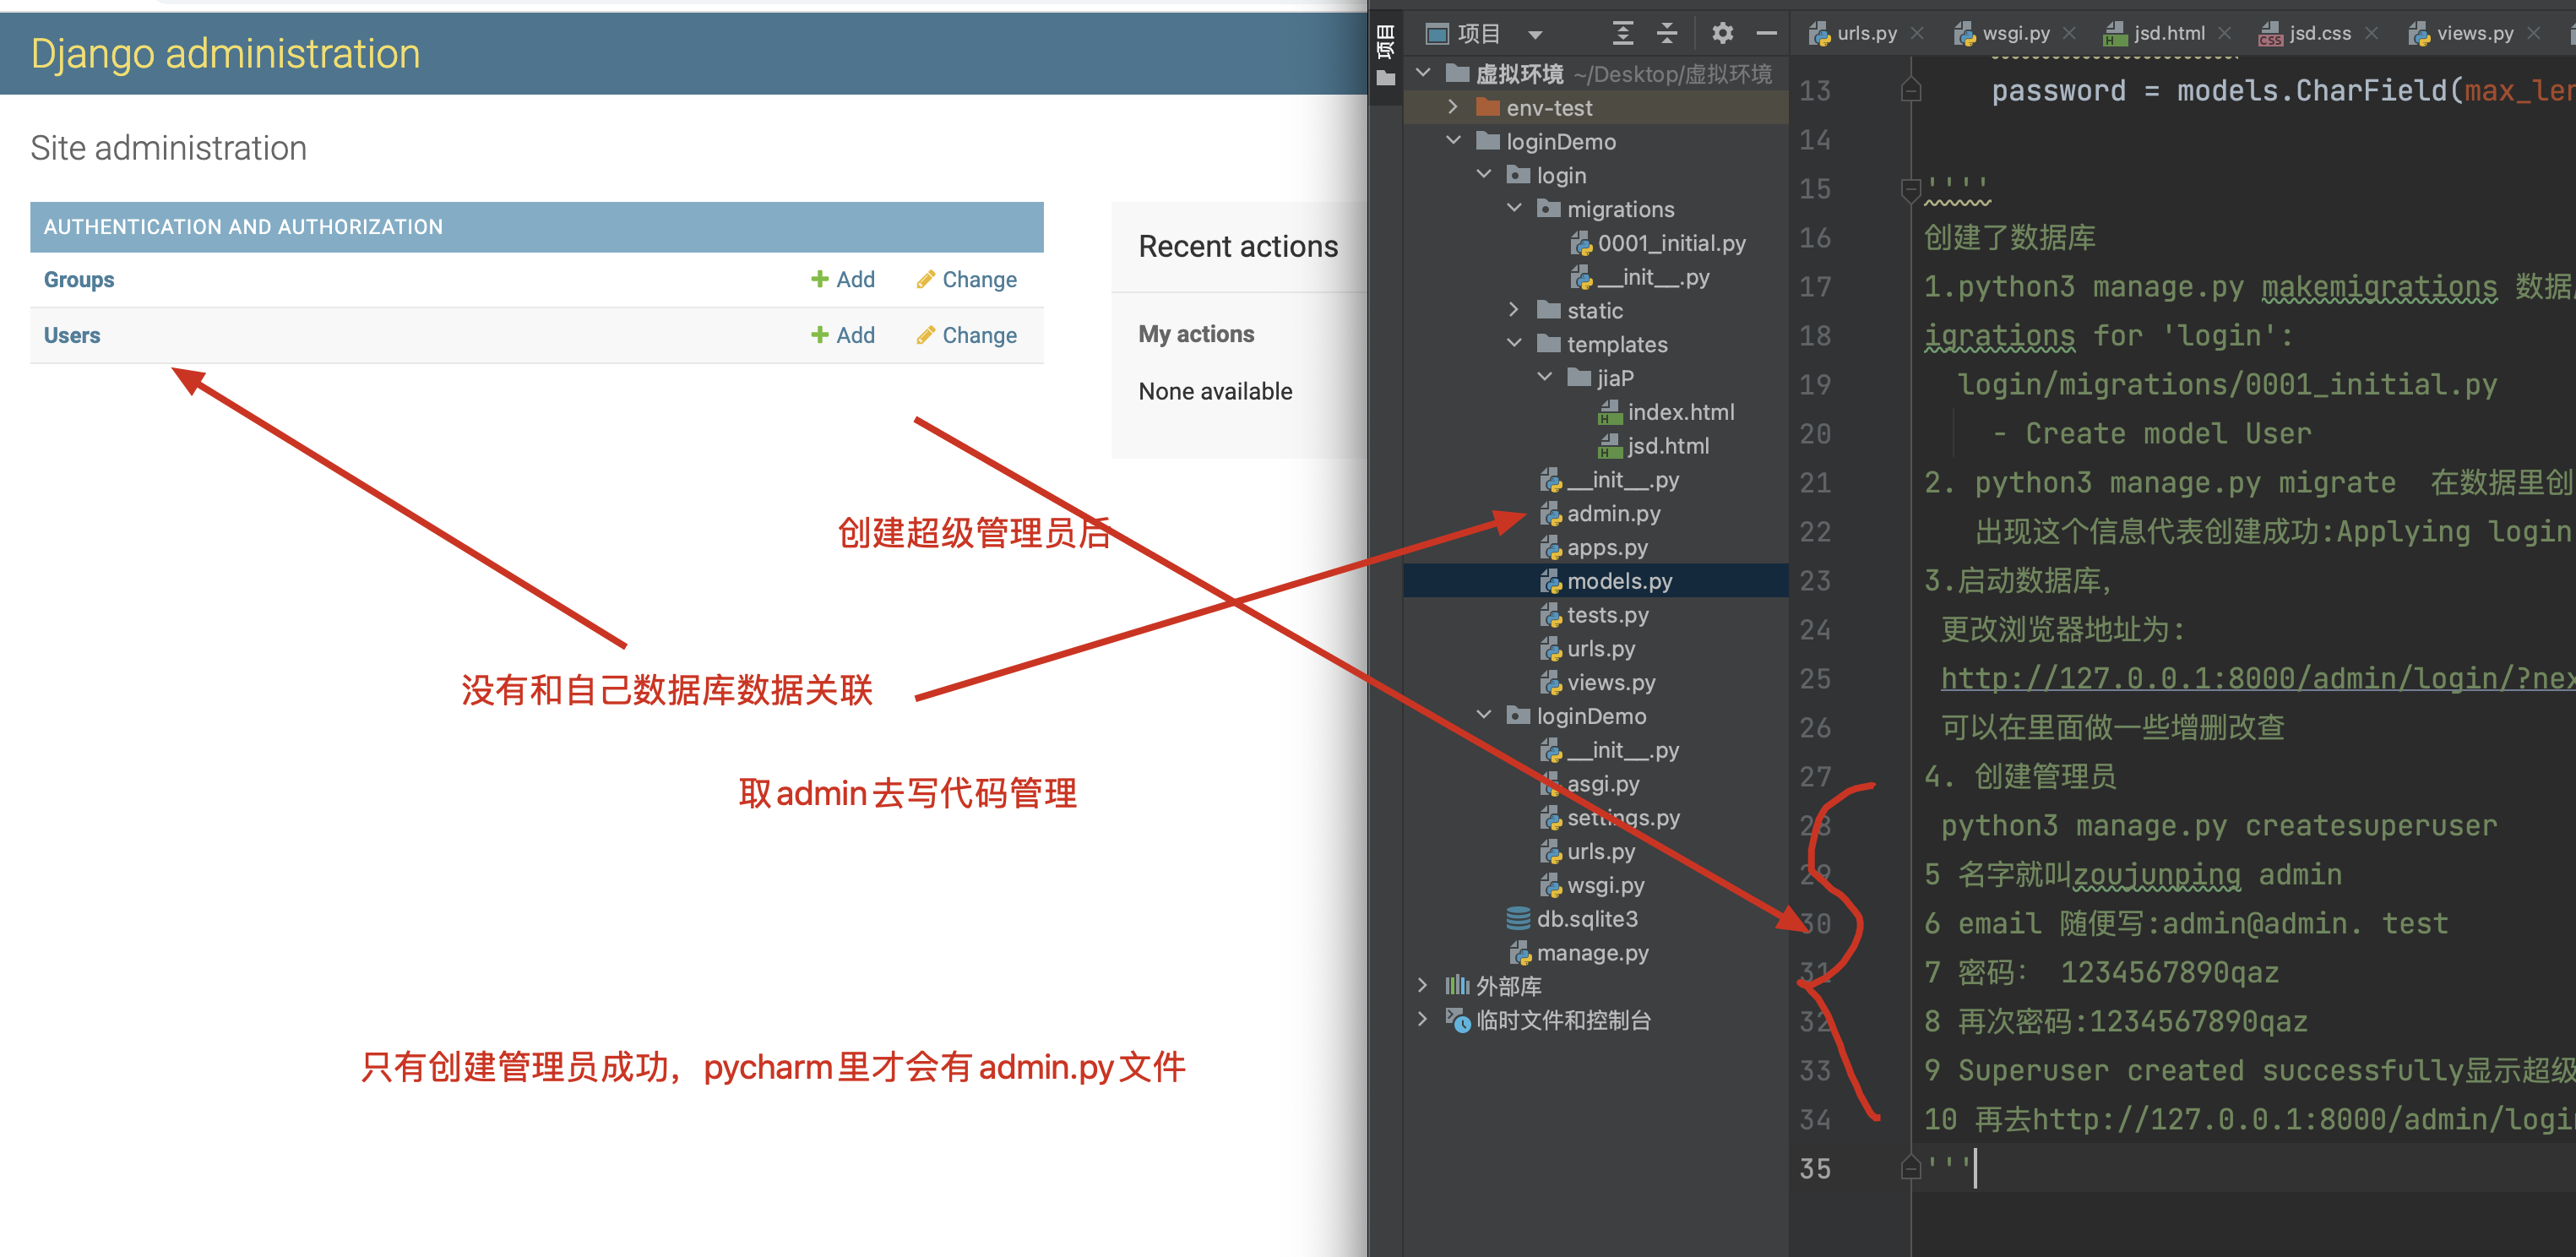 Django administration
Site administration
AUTHENTICATION AND AUTHORIZATION
Groups
Add
Change
Users
Add
Change
Recent actions
My actions
None available
创建超级管理员后
没有和自己数据库数据关联
取admin去写代码管理
只有创建管理员成功，pycharm里才会有admin.py文件
项目
项目
虚拟环境 ~/Desktop/虚拟环境
env-test
loginDemo
login
migrations
0001_initial.py
__init__.py
static
templates
jiaP
index.html
jsd.html
__init__.py
admin.py
apps.py
models.py
tests.py
urls.py
views.py
loginDemo
__init__.py
asgi.py
settings.py
urls.py
wsgi.py
db.sqlite3
manage.py
外部库
临时文件和控制台
urls.py
wsgi.py
jsd.html
jsd.css
views.py
13 password = models.CharField(max_len
14
15 ''''
16 创建了数据库
17 1.python3 manage.py makemigrations 数据
18 igrations for 'login':
19 login/migrations/0001_initial.py
20 - Create model User
21 2. python3 manage.py migrate 在数据里创
22 出现这个信息代表创建成功:Applying login
23 3.启动数据库,
24 更改浏览器地址为:
25 http://127.0.0.1:8000/admin/login/?nex
26 可以在里面做一些增删改查
27 4. 创建管理员
28 python3 manage.py createsuperuser
29 5 名字就叫zoujunping admin
30 6 email 随便写:admin@admin. test
31 7 密码: 1234567890qaz
32 8 再次密码:1234567890qaz
33 9 Superuser created successfully显示超级
34 10 再去http://127.0.0.1:8000/admin/logi
35 '''